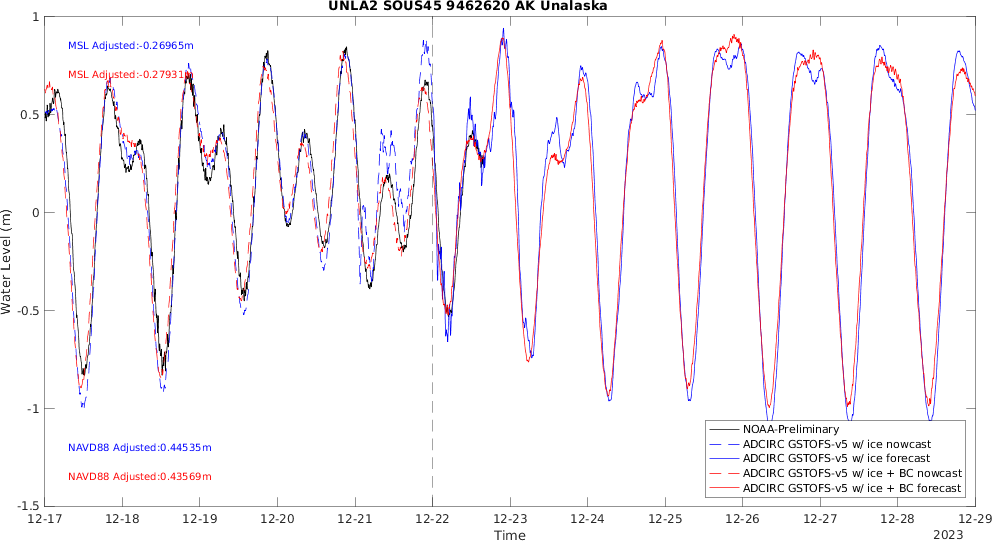 UNLA2 SOUS45 9462620 AK Unalaska
MSL Adjusted:-0.26965m
MSL Adjusted:-0.27931m
NAVD88 Adjusted:0.44535m
NAVD88 Adjusted:0.43569m
Water Level (m)
1
0.5
0
-0.5
-1
-1.5
NOAA-Preliminary
ADCIRC GSTOFS-v5 w/ ice nowcast
ADCIRC GSTOFS-v5 w/ ice forecast
ADCIRC GSTOFS-v5 w/ ice + BC nowcast
ADCIRC GSTOFS-v5 w/ ice + BC forecast
12-17 12-18 12-19 12-20 12-21 12-22 12-23 12-24 12-25 12-26 12-27 12-28 12-29
Time
2023